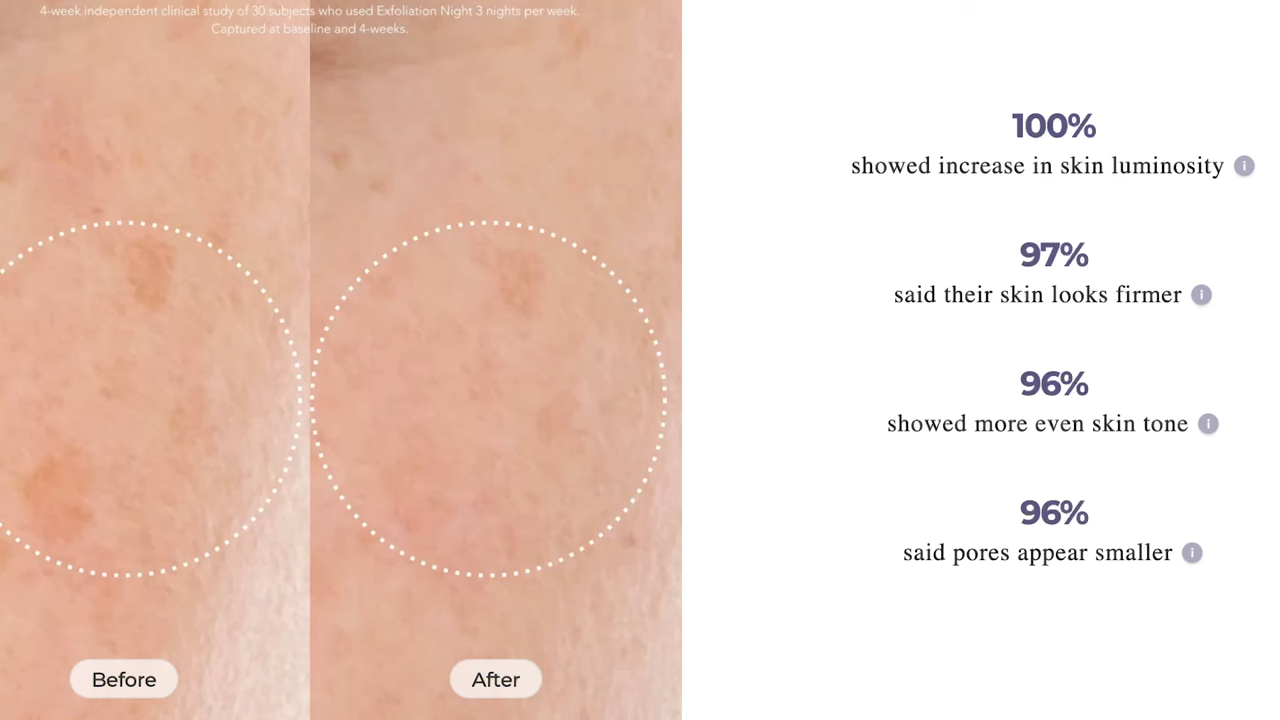 4-week independent clinical study of 30 subjects who used Exfoliation Night 3 nights per week.
Captured at baseline and 4-weeks.
Before
After
100%
showed increase in skin luminosity
97%
said their skin looks firmer
96%
showed more even skin tone
96%
said pores appear smaller